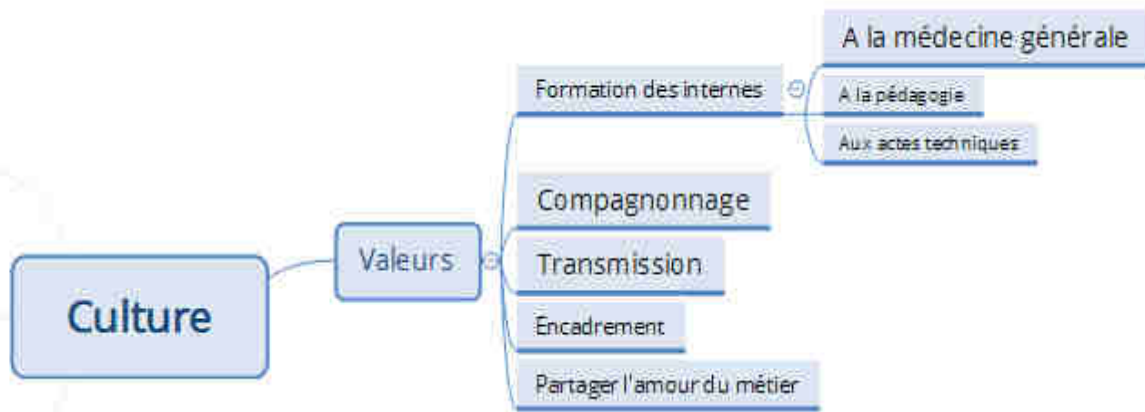 A la médecine générale
Formation des internes
A la pédagogie
Aux actes techniques
Compagnonnage
Valeurs
Transmission
Culture
Encadrement
Partager l'amour du métier